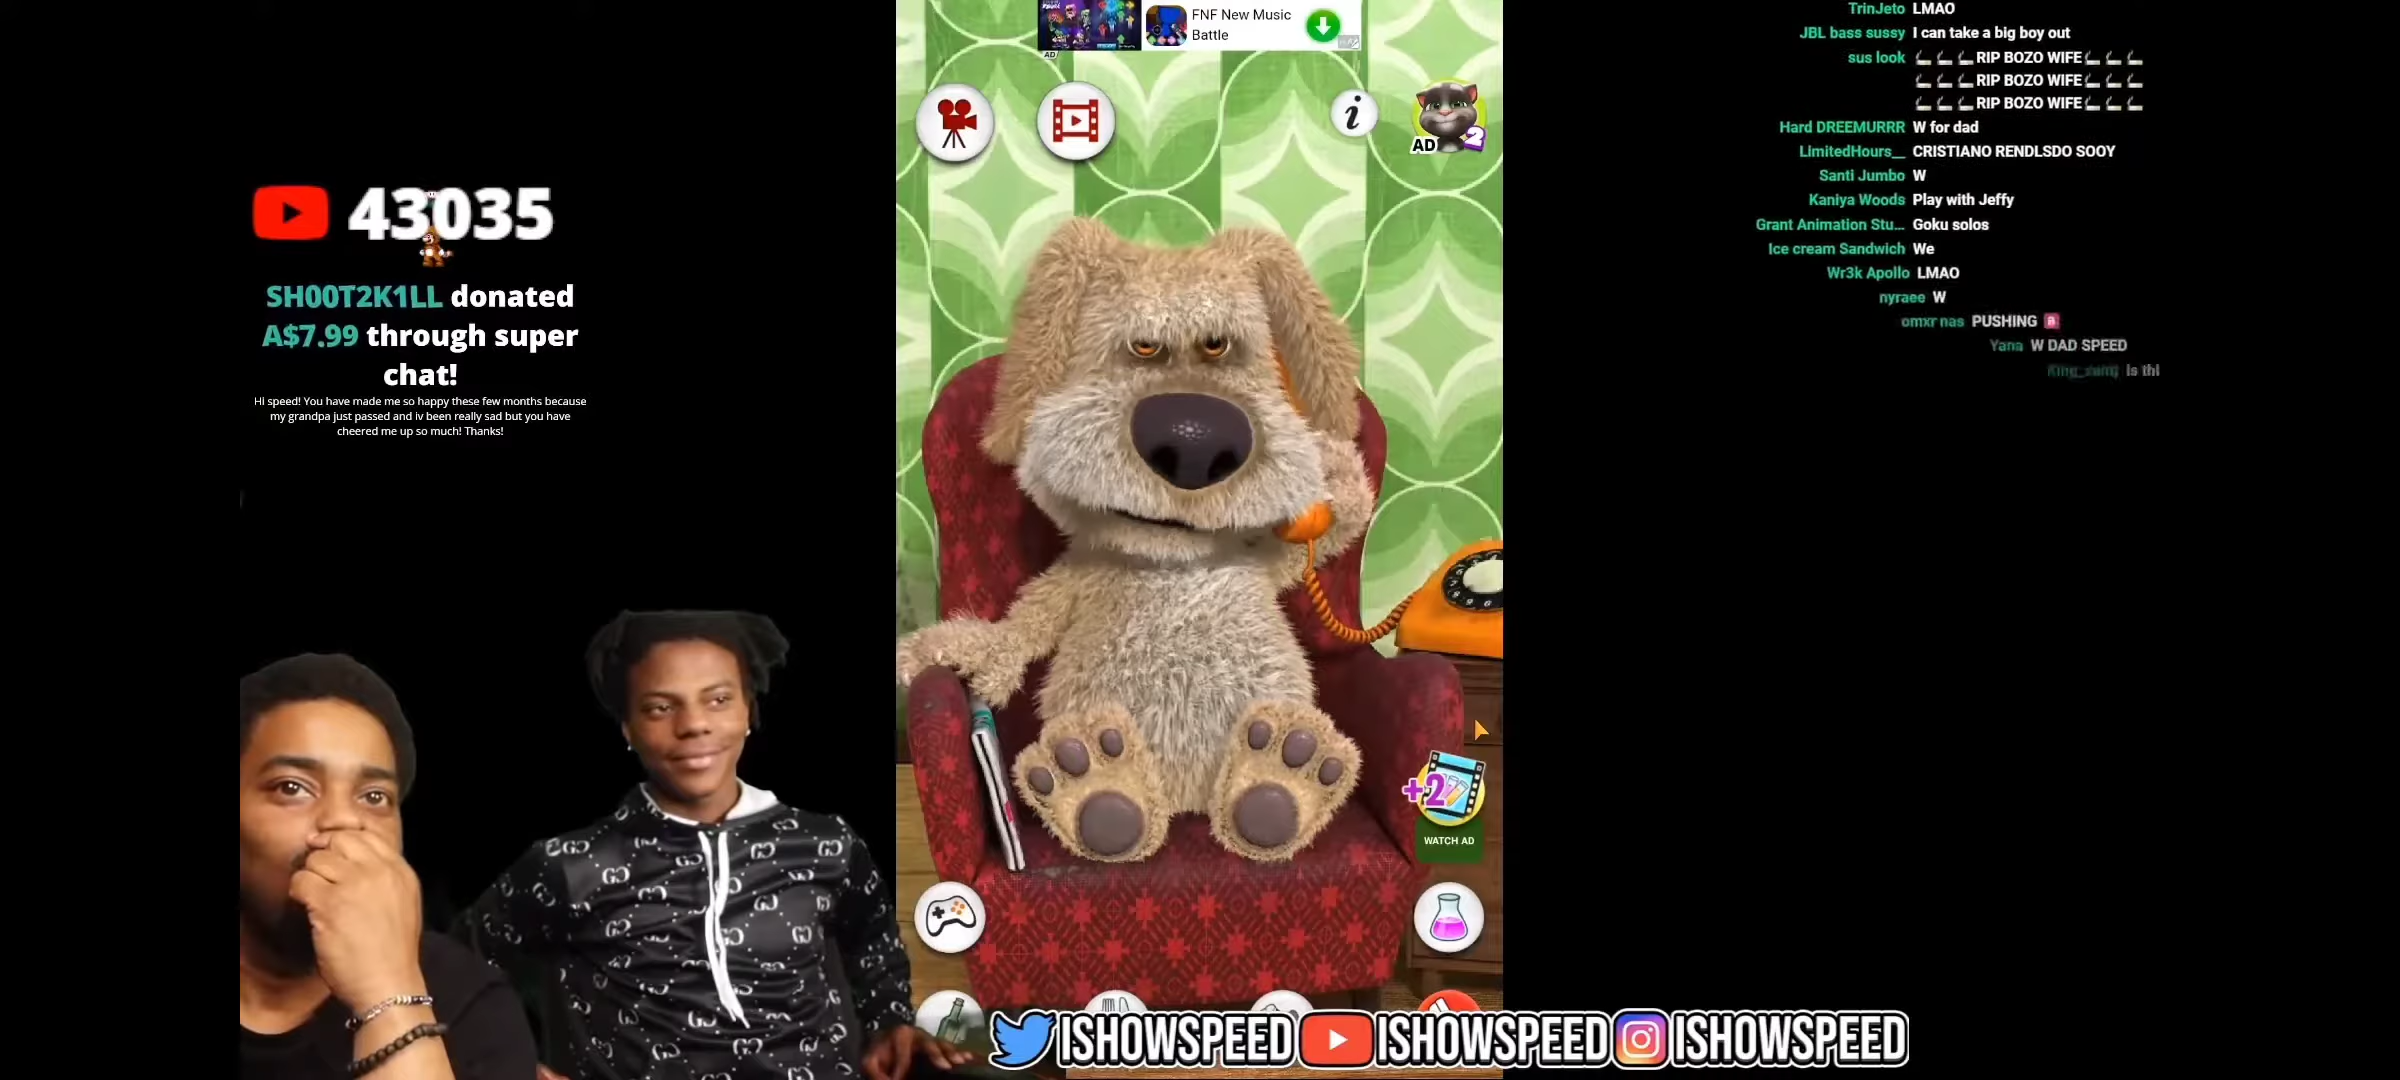 FNF New Music
Battle
AD
AD
2
43035
SH00T2K1LL donated
A$7.99 through super
chat!
Hi speed! You have made me so happy these few months because
my grandpa just passed and iv been really sad but you have
cheered me up so much! Thanks!
+2
WATCH AD
TrinJeto LMAO
JBL bass sussy I can take a big boy out
sus look 🚬🚬🚬RIP BOZO WIFE🚬🚬🚬
🚬🚬🚬RIP BOZO WIFE🚬🚬🚬
🚬🚬🚬RIP BOZO WIFE🚬🚬🚬
Hard DREEMURRR W for dad
LimitedHours__ CRISTIANO RENDLSDO SOOY
Santi Jumbo W
Kaniya Woods Play with Jeffy
Grant Animation Stu... Goku solos
Ice cream Sandwich We
Wr3k Apollo LMAO
nyraee W
omxr nas PUSHING
Yana W DAD SPEED
Is thi
ISHOWSPEED ISHOWSPEED ISHOWSPEED